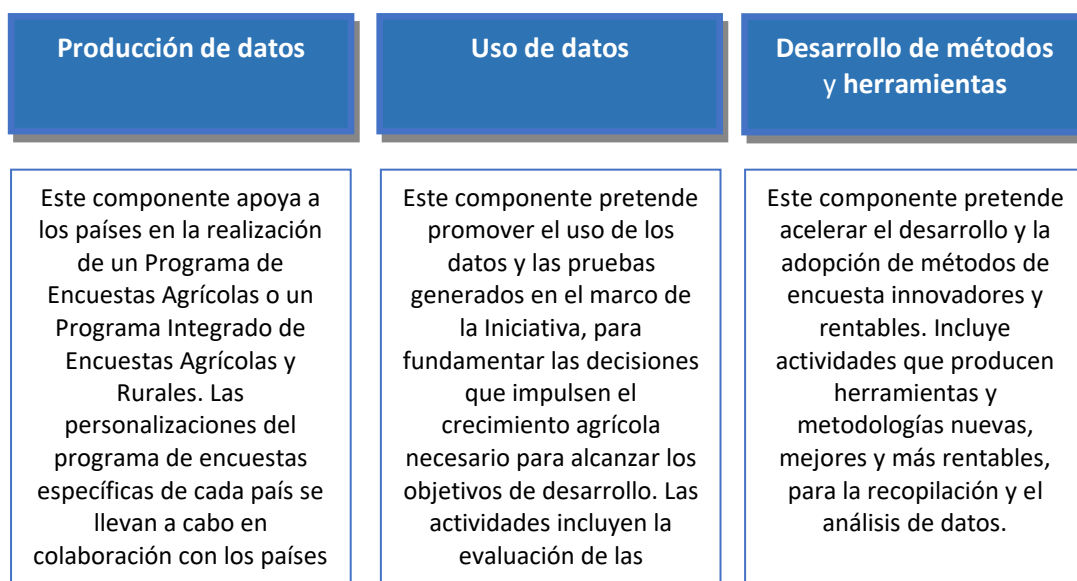 Producción de datos
Este componente apoya a
los países en la realización
de un Programa de
Encuestas Agrícolas o un
Programa Integrado de
Encuestas Agrícolas y
Rurales. Las
personalizaciones del
programa de encuestas
específicas de cada país se
llevan a cabo en
colaboración con los países
Uso de datos
Este componente pretende
promover el uso de los
datos y las pruebas
generados en el marco de
la Iniciativa, para
fundamentar las decisiones
que impulsen el
crecimiento agrícola
necesario para alcanzar los
objetivos de desarrollo. Las
actividades incluyen la
evaluación de las
Desarrollo de métodos
y herramientas
Este componente pretende
acelerar el desarrollo y la
adopción de métodos de
encuesta innovadores y
rentables. Incluye
actividades que producen
herramientas y
metodologías nuevas,
mejores y más rentables,
para la recopilación y el
análisis de datos.